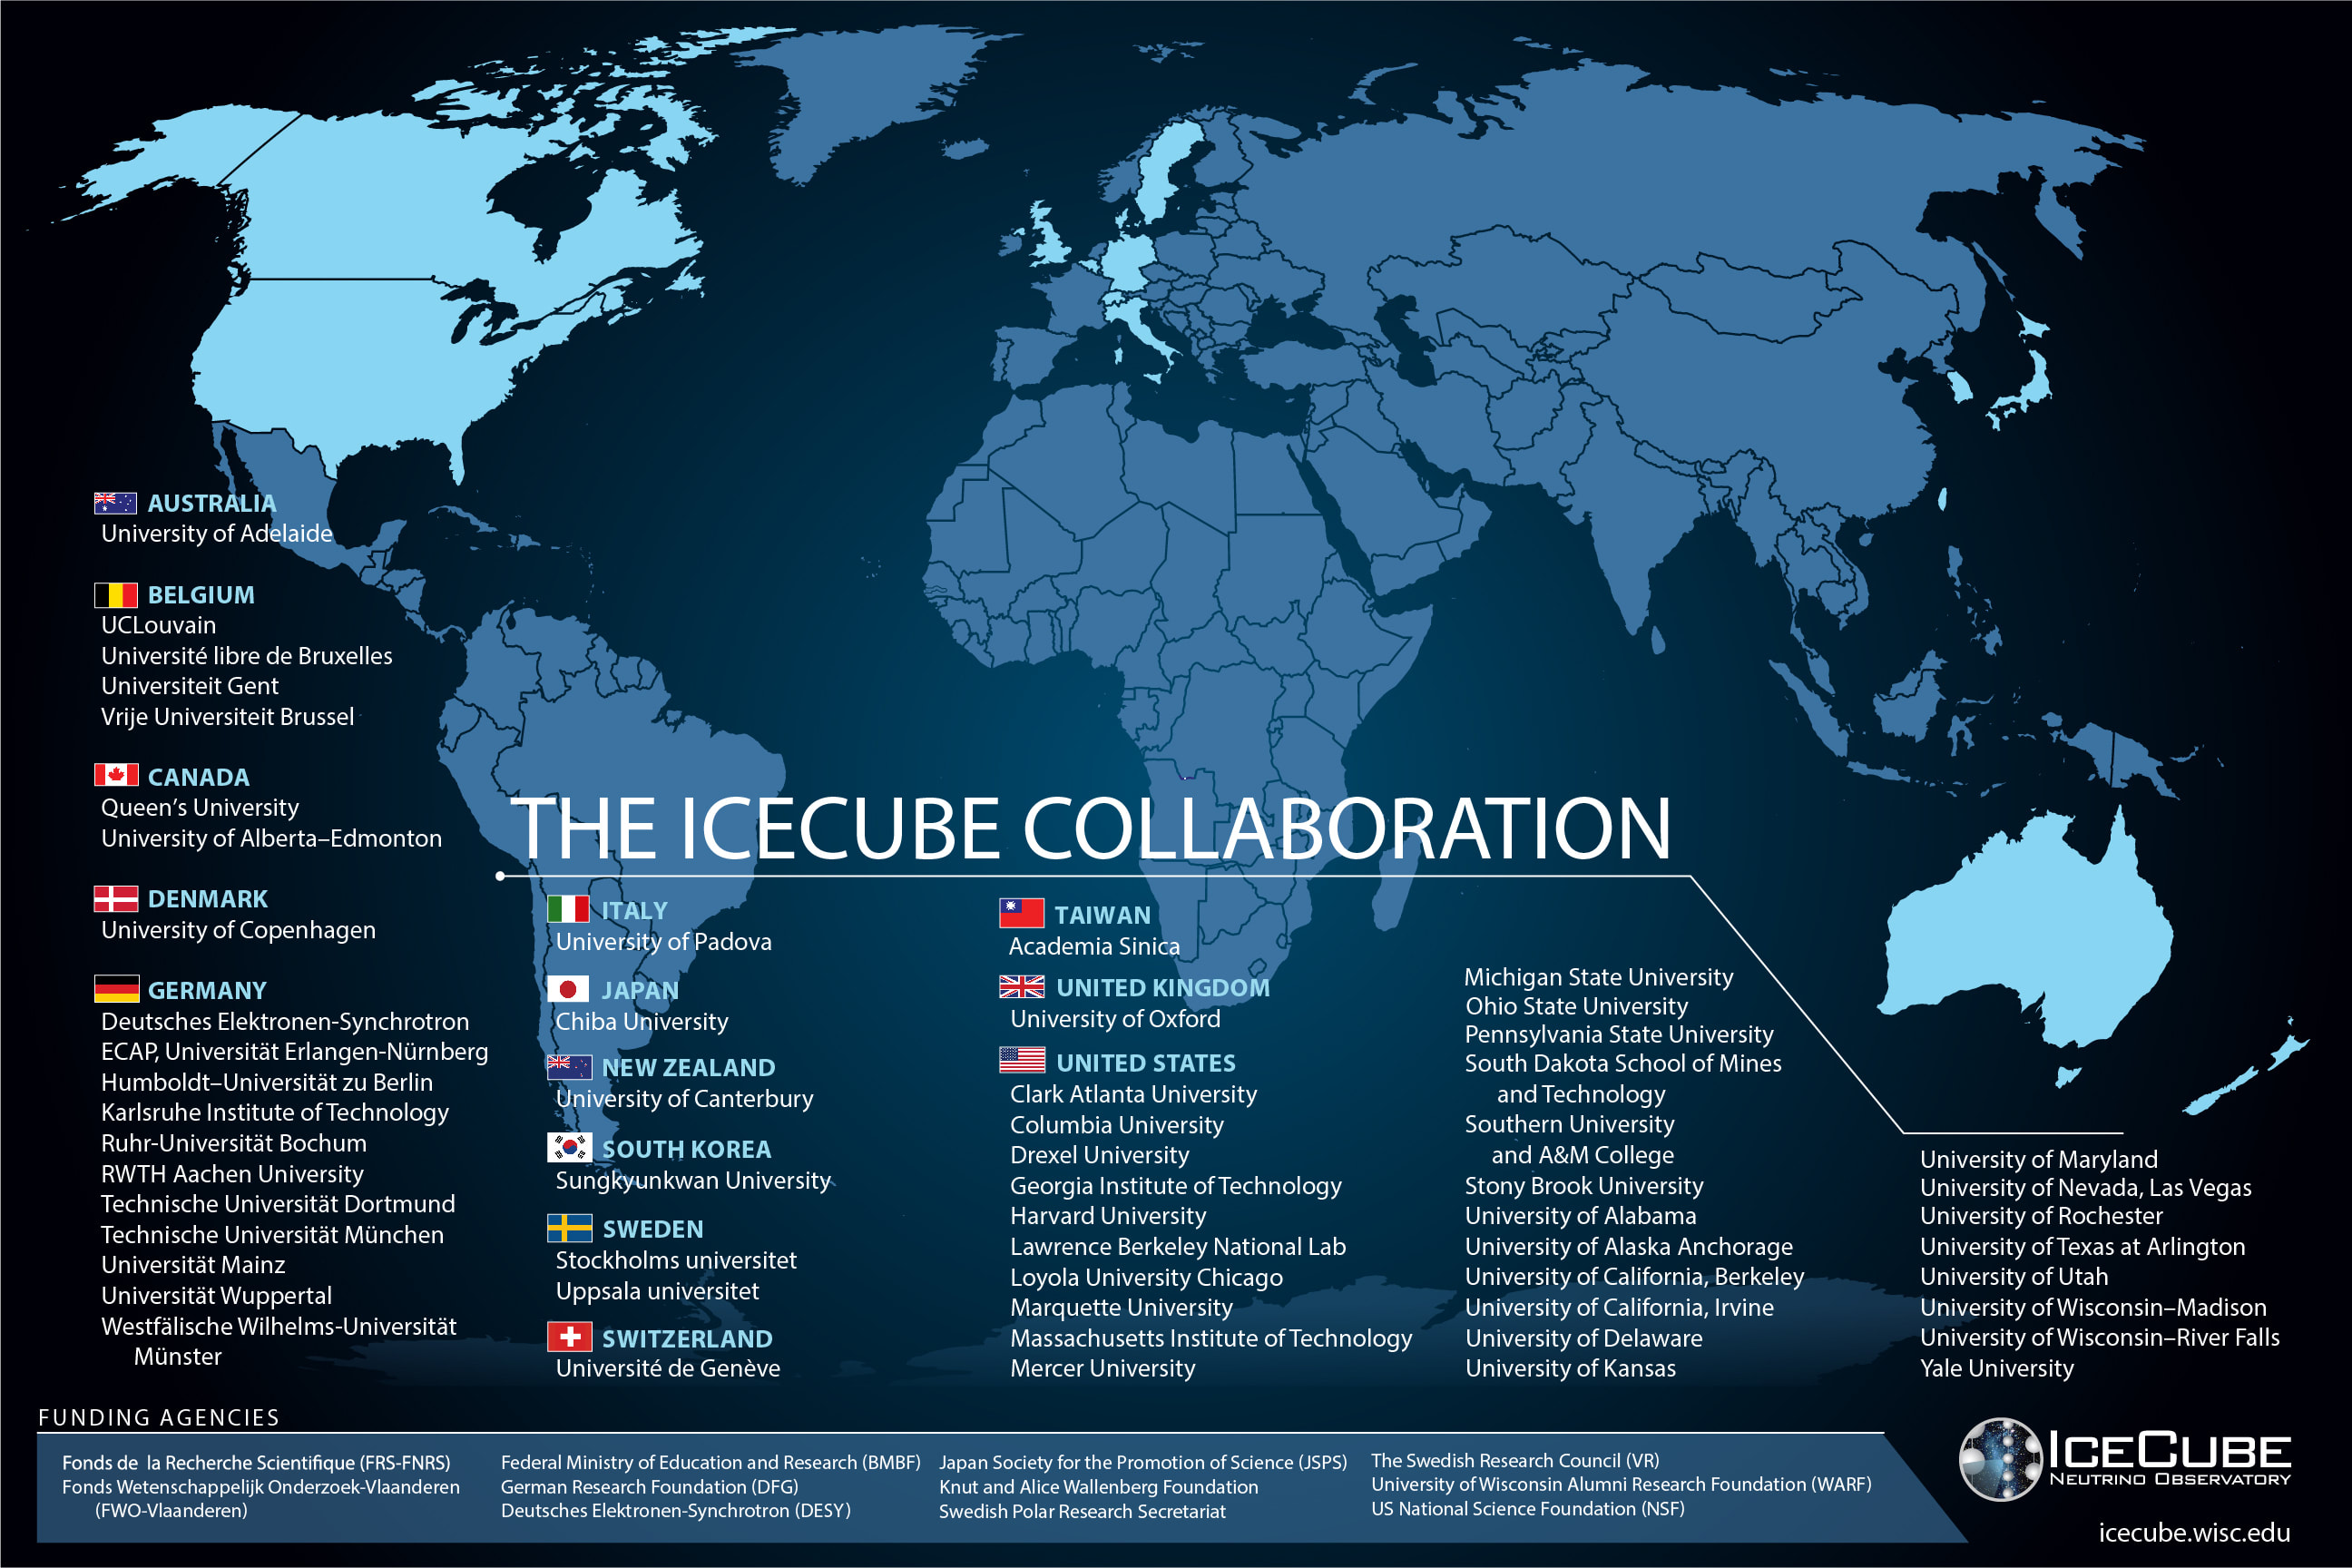 AUSTRALIA
University of Adelaide
BELGIUM
UCLouvain
Université libre de Bruxelles
Universiteit Gent
Vrije Universiteit Brussel
CANADA
Queen’s University
University of Alberta–Edmonton
DENMARK
University of Copenhagen
GERMANY
Deutsches Elektronen-Synchrotron
ECAP, Universität Erlangen-Nürnberg
Humboldt–Universität zu Berlin
Karlsruhe Institute of Technology
Ruhr-Universität Bochum
RWTH Aachen University
Technische Universität Dortmund
Technische Universität München
Universität Mainz
Universität Wuppertal
Westfälische Wilhelms-Universität
Münster
THE ICECUBE COLLABORATION
ITALY
University of Padova
JAPAN
Chiba University
NEW ZEALAND
University of Canterbury
SOUTH KOREA
Sungkyunkwan University
SWEDEN
Stockholms universitet
Uppsala universitet
SWITZERLAND
Université de Genève
TAIWAN
Academia Sinica
UNITED KINGDOM
University of Oxford
UNITED STATES
Clark Atlanta University
Columbia University
Drexel University
Georgia Institute of Technology
Harvard University
Lawrence Berkeley National Lab
Loyola University Chicago
Marquette University
Massachusetts Institute of Technology
Mercer University
Michigan State University
Ohio State University
Pennsylvania State University
South Dakota School of Mines
and Technology
Southern University
and A&M College
Stony Brook University
University of Alabama
University of Alaska Anchorage
University of California, Berkeley
University of California, Irvine
University of Delaware
University of Kansas
University of Maryland
University of Nevada, Las Vegas
University of Rochester
University of Texas at Arlington
University of Utah
University of Wisconsin–Madison
University of Wisconsin–River Falls
Yale University
FUNDING AGENCIES
Fonds de la Recherche Scientifique (FRS-FNRS)
Fonds Wetenschappelijk Onderzoek-Vlaanderen
(FWO-Vlaanderen)
Federal Ministry of Education and Research (BMBF)
German Research Foundation (DFG)
Deutsches Elektronen-Synchrotron (DESY)
Japan Society for the Promotion of Science (JSPS)
Knut and Alice Wallenberg Foundation
Swedish Polar Research Secretariat
The Swedish Research Council (VR)
University of Wisconsin Alumni Research Foundation (WARF)
US National Science Foundation (NSF)
ICECUBE
NEUTRINO OBSERVATORY
icecube.wisc.edu